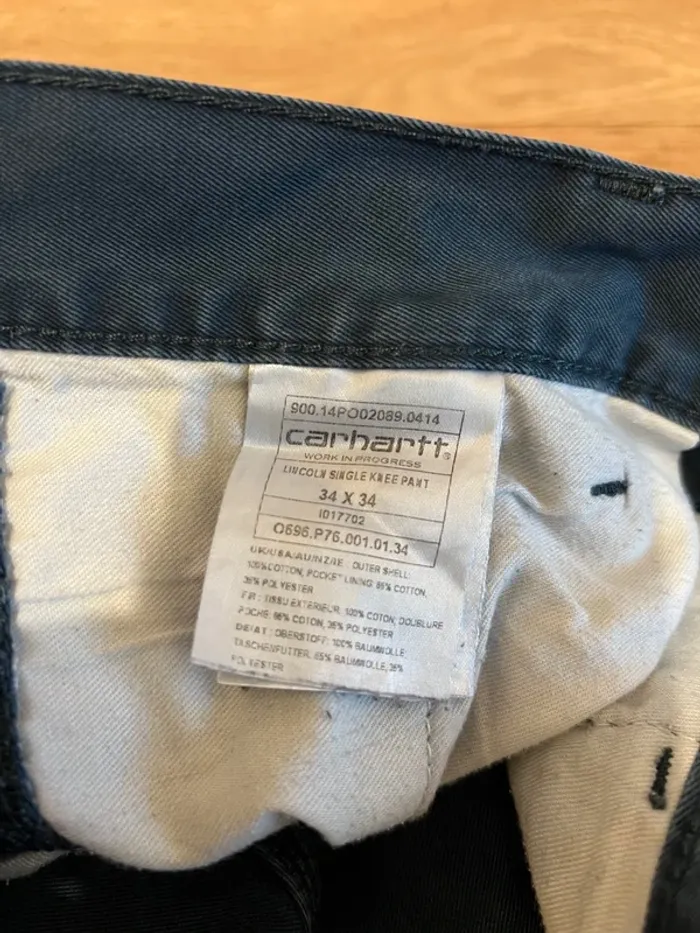 900.14PO02089.0414
carhartt®
WORK IN PROGRESS
LINCOLN SINGLE KNEE PANT
34 X 34
I017702
O696.P76.001.01.34
UK/USA/AU/NZ/IE: OUTER SHELL:
100% COTTON, POCKET LINING: 65% COTTON,
35% POLYESTER
FR: TISSU EXTERIEUR: 100% COTON, DOUBLURE
POCHE: 65% COTON, 35% POLYESTER
DE/AT: OBERSTOFF: 100% BAUMWOLLE
TASCHENFUTTER: 65% BAUMWOLLE, 35%
POLYESTER